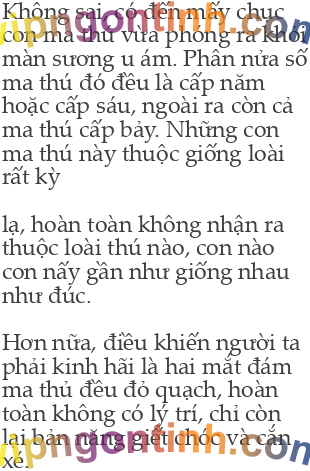 Không sai, có đến mấy chục
con ma thú vừa phóng ra khỏi
màn sương u ám. Phân nửa số
ma thú đó đều là cấp năm
hoặc cấp sáu, ngoài ra còn cả
ma thú cấp bảy. Những con
ma thú này thuộc giống loài
rất kỳ
lạ, hoàn toàn không nhận ra
thuộc loài thú nào, con nào
con nấy gần như giống nhau
như đúc.
Hơn nữa, điều khiến người ta
phải kinh hãi là hai mắt đám
ma thủ đều đỏ quạch, hoàn
toàn không có lý trí, chỉ còn
lại bản năng giết chóc và cắn
xé.
vipngontinh.com
vipngontinh.com